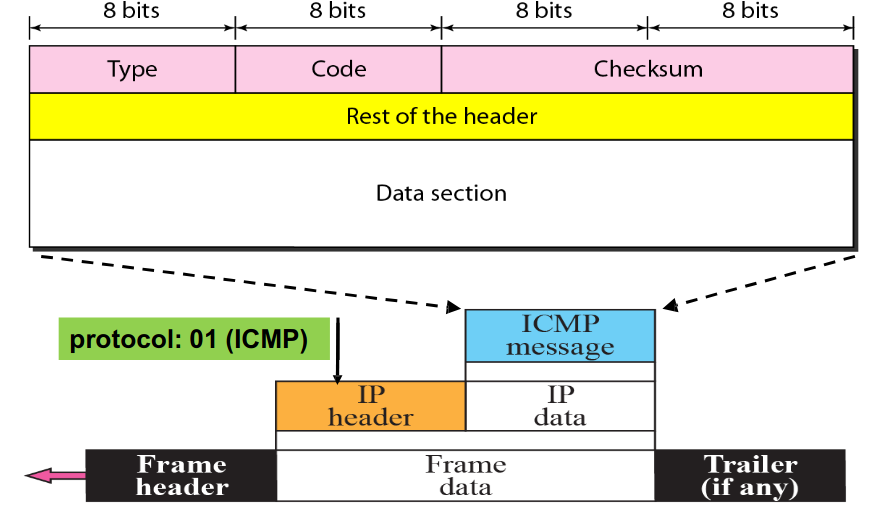 8 bits 8 bits 8 bits 8 bits
Type Code Checksum
Rest of the header
Data section
ICMP
message
protocol: 01 (ICMP)
IP
header
IP
data
Frame
header
Frame
data
Trailer
(if any)